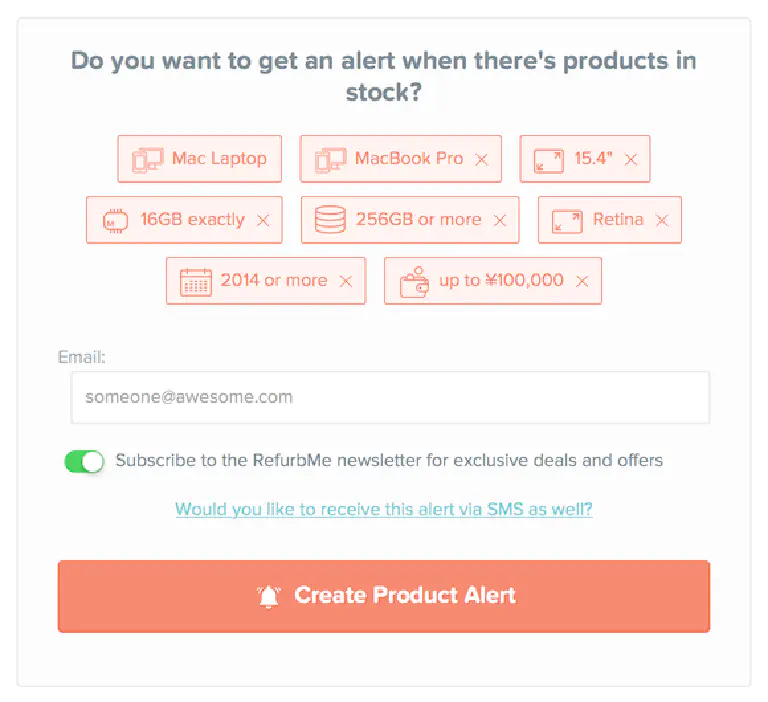 Do you want to get an alert when there's products in
stock?
Mac Laptop
MacBook Pro ×
15.4" ×
16GB exactly ×
256GB or more ×
Retina ×
2014 or more ×
up to ¥100,000 ×
Email:
someone@awesome.com
Subscribe to the RefurbMe newsletter for exclusive deals and offers
Would you like to receive this alert via SMS as well?
Create Product Alert